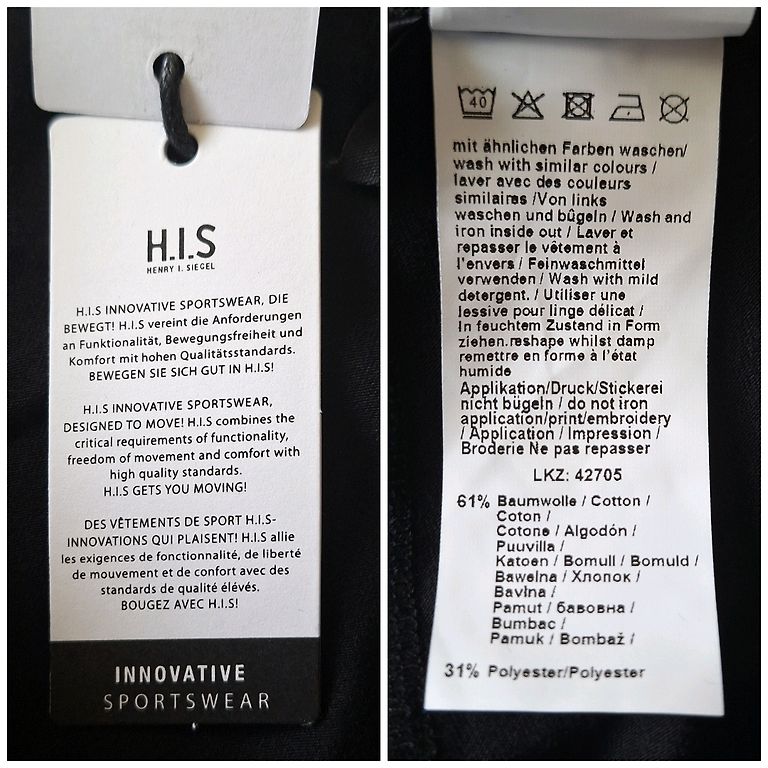 H.I.S
HENRY I. SIEGEL
H.I.S INNOVATIVE SPORTSWEAR, DIE
BEWEGT! H.I.S vereint die Anforderungen
an Funktionalität, Bewegungsfreiheit und
Komfort mit hohen Qualitätsstandards.
BEWEGEN SIE SICH GUT IN H.I.S!
H.I.S INNOVATIVE SPORTSWEAR,
DESIGNED TO MOVE! H.I.S combines the
critical requirements of functionality,
freedom of movement and comfort with
high quality standards.
H.I.S GETS YOU MOVING!
DES VÊTEMENTS DE SPORT H.I.S-
INNOVATIONS QUI PLAISENT! H.I.S allie
les exigences de fonctionnalité, de liberté
de mouvement et de confort avec des
standards de qualité élévés.
BOUGEZ AVEC H.I.S!
INNOVATIVE
SPORTSWEAR
40
mit ähnlichen Farben waschen/
wash with similar colours /
laver avec des couleurs
similaires /Von links
waschen und bügeln / Wash and
iron inside out / Laver et
repasser le vêtement à
l'envers / Feinwaschmittel
verwenden / Wash with mild
detergent. / Utiliser une
lessive pour linge délicat /
In feuchtem Zustand in Form
ziehen.reshape whilst damp
remettre en forme à l'état
humide
Applikation/Druck/Stickerei
nicht bügeln / do not iron
application/print/embroidery
/ Application / Impression /
Broderie Ne pas repasser
LKZ: 42705
61% Baumwolle / Cotton /
Coton /
Cotone / Algodón /
Puuvilla /
Katoen / Bomull / Bomuld /
Bawełna / Хлопок /
Bavlna /
Pamut / бавовна /
Bumbac /
Pamuk / Bombaž /
31% Polyester/Polyester